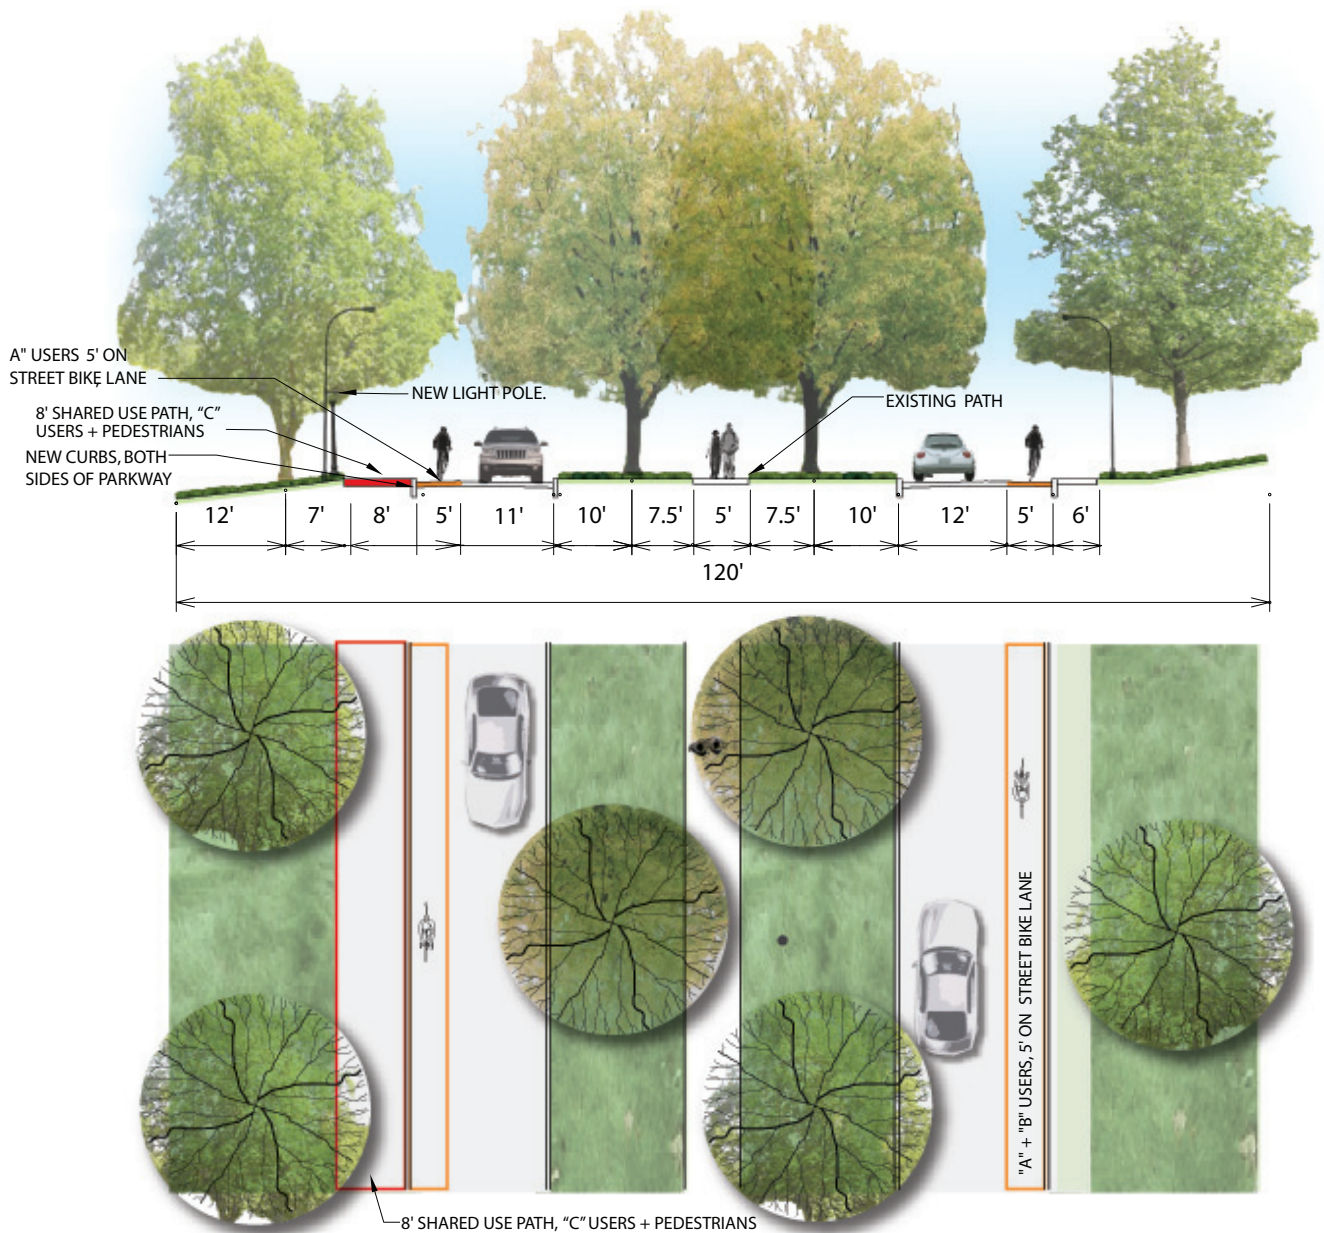 A" USERS 5' ON
STREET BIKE LANE
NEW LIGHT POLE.
EXISTING PATH
8' SHARED USE PATH, “C”
USERS + PEDESTRIANS
NEW CURBS, BOTH
SIDES OF PARKWAY
12' 7' 8' 5' 11' 10' 7.5' 5' 7.5' 10' 12' 5' 6'
120'
"A" + "B" USERS, 5' ON STREET BIKE LANE
8' SHARED USE PATH, “C” USERS + PEDESTRIANS